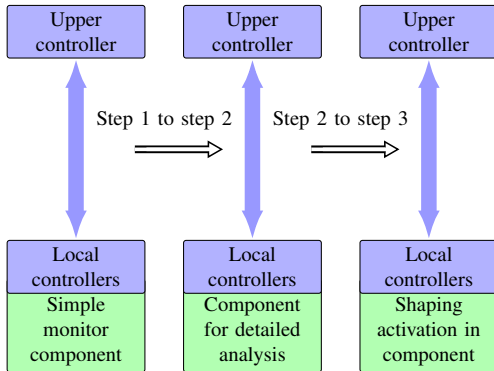 Upper
controller
Upper
controller
Upper
controller
Step 1 to step 2
Step 2 to step 3
Local
controllers
Simple
monitor
component
Local
controllers
Component
for detailed
analysis
Local
controllers
Shaping
activation in
component